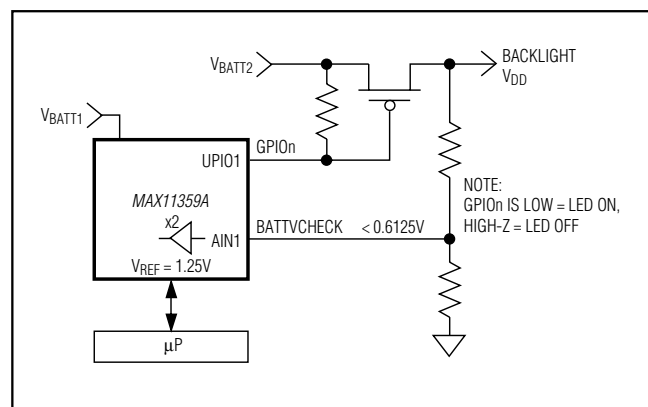 VBATT2
BACKLIGHT
VDD
VBATT1
GPIOn
UPIO1
MAX11359A
x2
AIN1
BATTVCHECK < 0.6125V
VREF = 1.25V
NOTE:
GPIOn IS LOW = LED ON,
HIGH-Z = LED OFF
µP